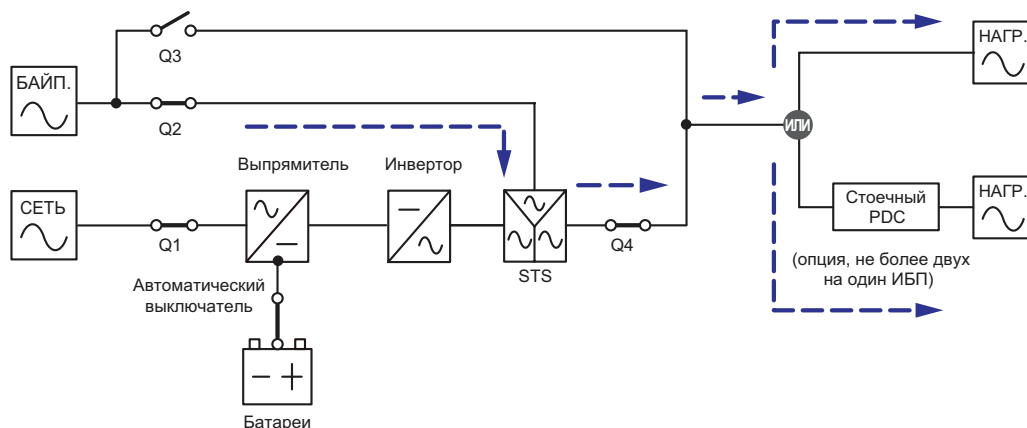 БАЙП.
Q3
Q2
НАГР.
ИЛИ
Выпрямитель
Инвертор
СЕТЬ
Q1
STS
Q4
Стоечный
PDC
НАГР.
(опция, не более двух
на один ИБП)
Автоматический
выключатель
Батареи